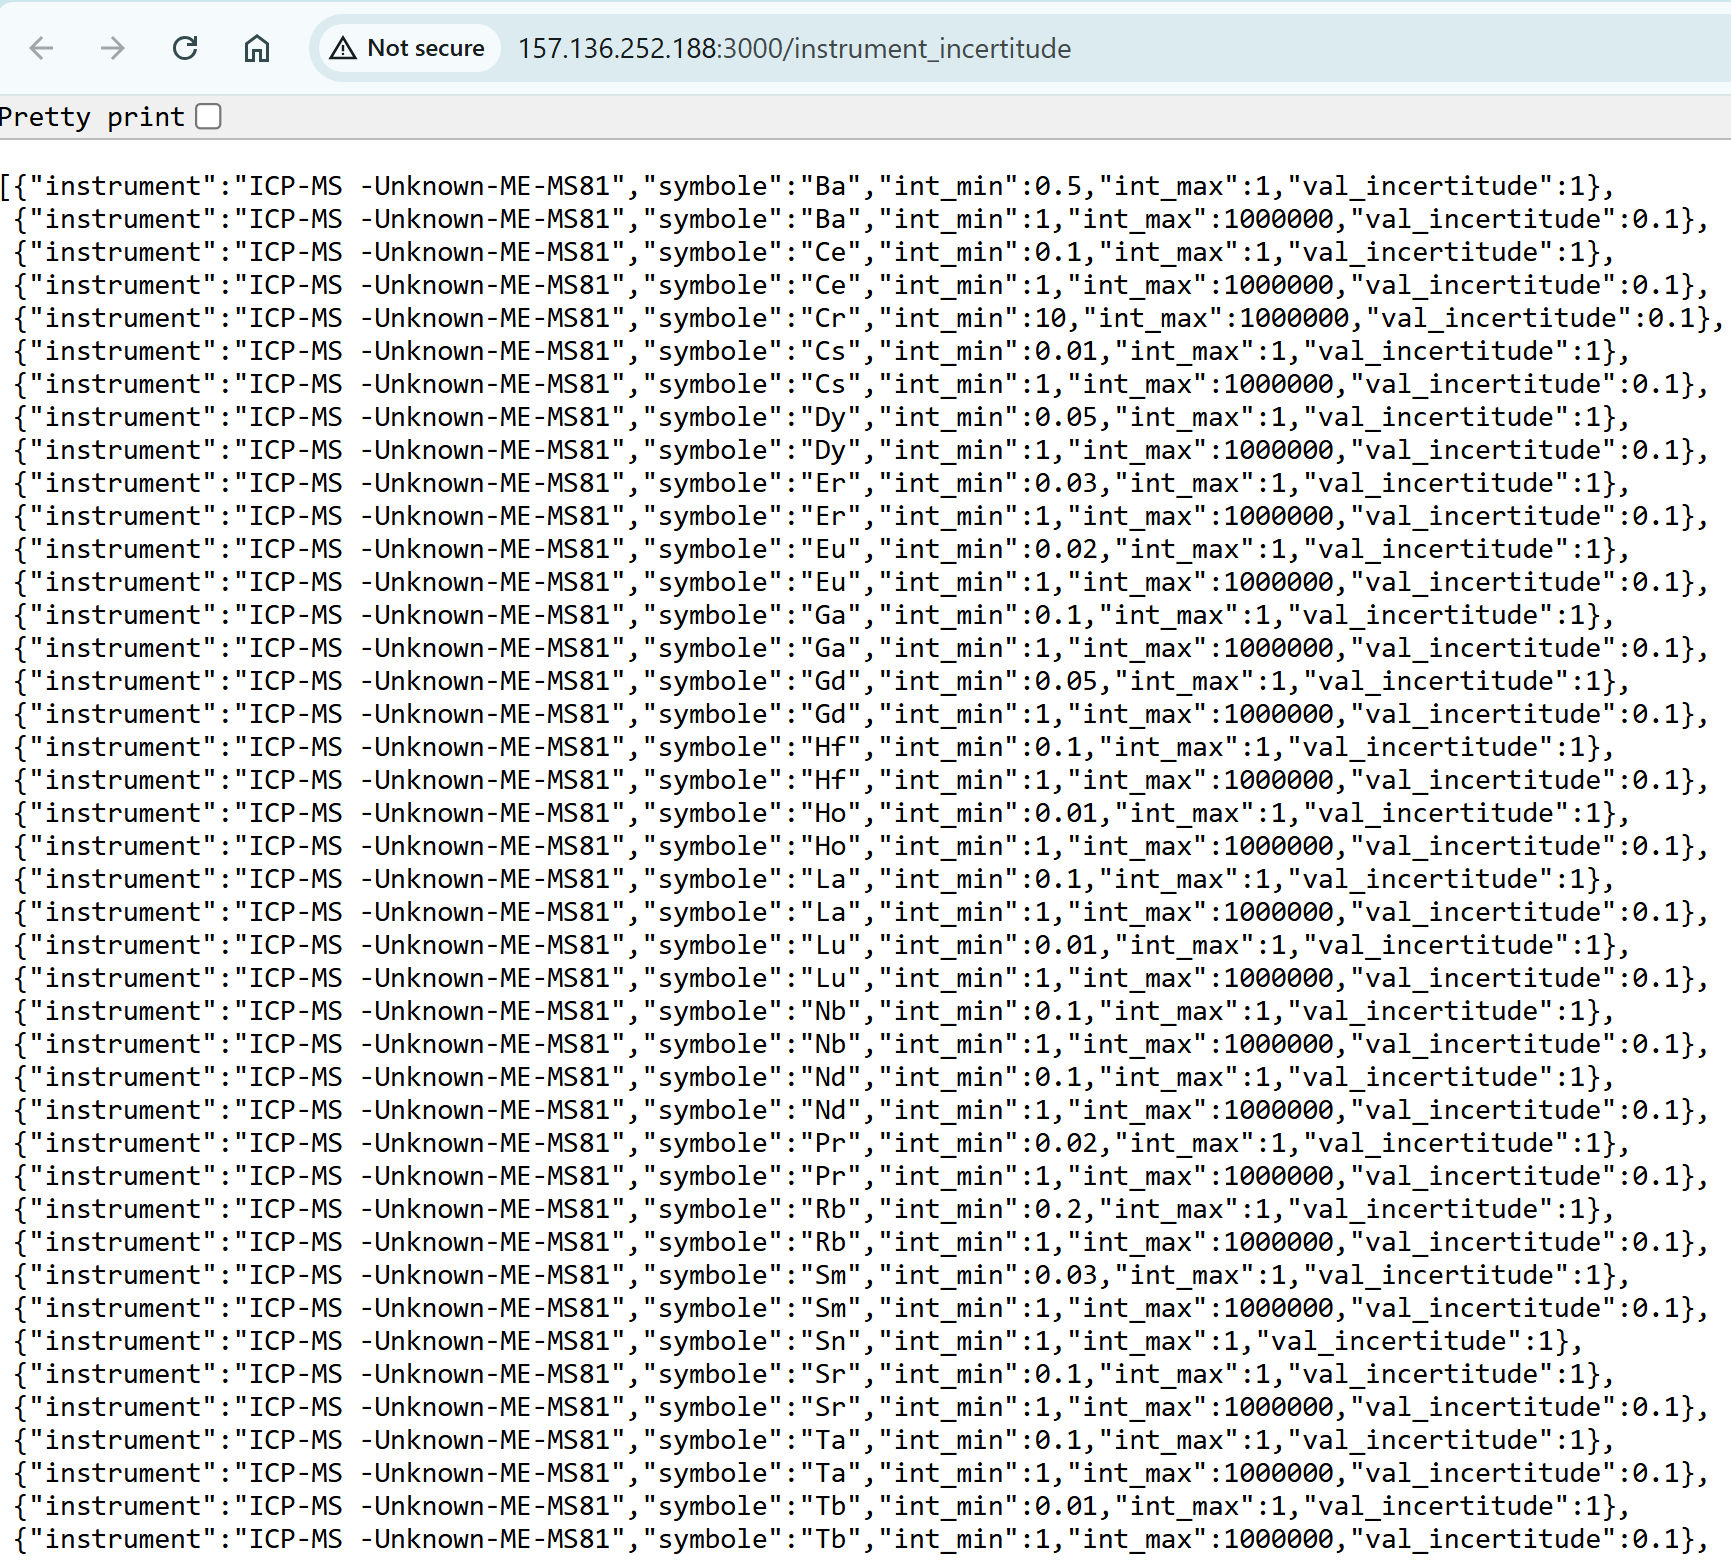 Not secure 157.136.252.188:3000/instrument_incertitude
Pretty print
[{"instrument":"ICP-MS -Unknown-ME-MS81","symbole":"Ba","int_min":0.5,"int_max":1,"val_incertitude":1},
{"instrument":"ICP-MS -Unknown-ME-MS81","symbole":"Ba","int_min":1,"int_max":1000000,"val_incertitude":0.1},
{"instrument":"ICP-MS -Unknown-ME-MS81","symbole":"Ce","int_min":0.1,"int_max":1,"val_incertitude":1},
{"instrument":"ICP-MS -Unknown-ME-MS81","symbole":"Ce","int_min":1,"int_max":1000000,"val_incertitude":0.1},
{"instrument":"ICP-MS -Unknown-ME-MS81","symbole":"Cr","int_min":10,"int_max":1000000,"val_incertitude":0.1},
{"instrument":"ICP-MS -Unknown-ME-MS81","symbole":"Cs","int_min":0.01,"int_max":1,"val_incertitude":1},
{"instrument":"ICP-MS -Unknown-ME-MS81","symbole":"Cs","int_min":1,"int_max":1000000,"val_incertitude":0.1},
{"instrument":"ICP-MS -Unknown-ME-MS81","symbole":"Dy","int_min":0.05,"int_max":1,"val_incertitude":1},
{"instrument":"ICP-MS -Unknown-ME-MS81","symbole":"Dy","int_min":1,"int_max":1000000,"val_incertitude":0.1},
{"instrument":"ICP-MS -Unknown-ME-MS81","symbole":"Er","int_min":0.03,"int_max":1,"val_incertitude":1},
{"instrument":"ICP-MS -Unknown-ME-MS81","symbole":"Er","int_min":1,"int_max":1000000,"val_incertitude":0.1},
{"instrument":"ICP-MS -Unknown-ME-MS81","symbole":"Eu","int_min":0.02,"int_max":1,"val_incertitude":1},
{"instrument":"ICP-MS -Unknown-ME-MS81","symbole":"Eu","int_min":1,"int_max":1000000,"val_incertitude":0.1},
{"instrument":"ICP-MS -Unknown-ME-MS81","symbole":"Ga","int_min":0.1,"int_max":1,"val_incertitude":1},
{"instrument":"ICP-MS -Unknown-ME-MS81","symbole":"Ga","int_min":1,"int_max":1000000,"val_incertitude":0.1},
{"instrument":"ICP-MS -Unknown-ME-MS81","symbole":"Gd","int_min":0.05,"int_max":1,"val_incertitude":1},
{"instrument":"ICP-MS -Unknown-ME-MS81","symbole":"Gd","int_min":1,"int_max":1000000,"val_incertitude":0.1},
{"instrument":"ICP-MS -Unknown-ME-MS81","symbole":"Hf","int_min":0.1,"int_max":1,"val_incertitude":1},
{"instrument":"ICP-MS -Unknown-ME-MS81","symbole":"Hf","int_min":1,"int_max":1000000,"val_incertitude":0.1},
{"instrument":"ICP-MS -Unknown-ME-MS81","symbole":"Ho","int_min":0.01,"int_max":1,"val_incertitude":1},
{"instrument":"ICP-MS -Unknown-ME-MS81","symbole":"Ho","int_min":1,"int_max":1000000,"val_incertitude":0.1},
{"instrument":"ICP-MS -Unknown-ME-MS81","symbole":"La","int_min":0.1,"int_max":1,"val_incertitude":1},
{"instrument":"ICP-MS -Unknown-ME-MS81","symbole":"La","int_min":1,"int_max":1000000,"val_incertitude":0.1},
{"instrument":"ICP-MS -Unknown-ME-MS81","symbole":"Lu","int_min":0.01,"int_max":1,"val_incertitude":1},
{"instrument":"ICP-MS -Unknown-ME-MS81","symbole":"Lu","int_min":1,"int_max":1000000,"val_incertitude":0.1},
{"instrument":"ICP-MS -Unknown-ME-MS81","symbole":"Nb","int_min":0.1,"int_max":1,"val_incertitude":1},
{"instrument":"ICP-MS -Unknown-ME-MS81","symbole":"Nb","int_min":1,"int_max":1000000,"val_incertitude":0.1},
{"instrument":"ICP-MS -Unknown-ME-MS81","symbole":"Nd","int_min":0.1,"int_max":1,"val_incertitude":1},
{"instrument":"ICP-MS -Unknown-ME-MS81","symbole":"Nd","int_min":1,"int_max":1000000,"val_incertitude":0.1},
{"instrument":"ICP-MS -Unknown-ME-MS81","symbole":"Pr","int_min":0.02,"int_max":1,"val_incertitude":1},
{"instrument":"ICP-MS -Unknown-ME-MS81","symbole":"Pr","int_min":1,"int_max":1000000,"val_incertitude":0.1},
{"instrument":"ICP-MS -Unknown-ME-MS81","symbole":"Rb","int_min":0.2,"int_max":1,"val_incertitude":1},
{"instrument":"ICP-MS -Unknown-ME-MS81","symbole":"Rb","int_min":1,"int_max":1000000,"val_incertitude":0.1},
{"instrument":"ICP-MS -Unknown-ME-MS81","symbole":"Sm","int_min":0.03,"int_max":1,"val_incertitude":1},
{"instrument":"ICP-MS -Unknown-ME-MS81","symbole":"Sm","int_min":1,"int_max":1000000,"val_incertitude":0.1},
{"instrument":"ICP-MS -Unknown-ME-MS81","symbole":"Sn","int_min":1,"int_max":1,"val_incertitude":1},
{"instrument":"ICP-MS -Unknown-ME-MS81","symbole":"Sr","int_min":0.1,"int_max":1,"val_incertitude":1},
{"instrument":"ICP-MS -Unknown-ME-MS81","symbole":"Sr","int_min":1,"int_max":1000000,"val_incertitude":0.1},
{"instrument":"ICP-MS -Unknown-ME-MS81","symbole":"Ta","int_min":0.1,"int_max":1,"val_incertitude":1},
{"instrument":"ICP-MS -Unknown-ME-MS81","symbole":"Ta","int_min":1,"int_max":1000000,"val_incertitude":0.1},
{"instrument":"ICP-MS -Unknown-ME-MS81","symbole":"Tb","int_min":0.01,"int_max":1,"val_incertitude":1},
{"instrument":"ICP-MS -Unknown-ME-MS81","symbole":"Tb","int_min":1,"int_max":1000000,"val_incertitude":0.1},